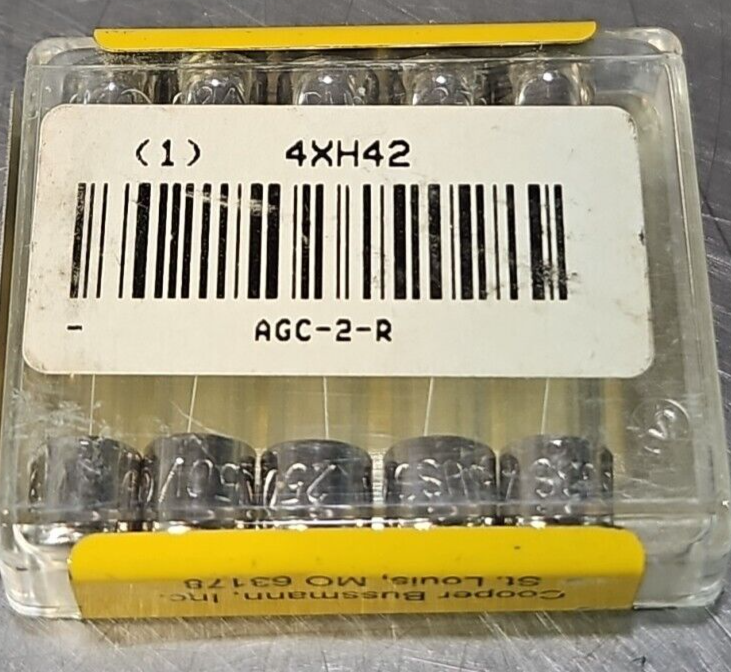 (1) 4XH42
- AGC-2-R
Cooper Bussmann, Inc.
St. Louis, MO 63178